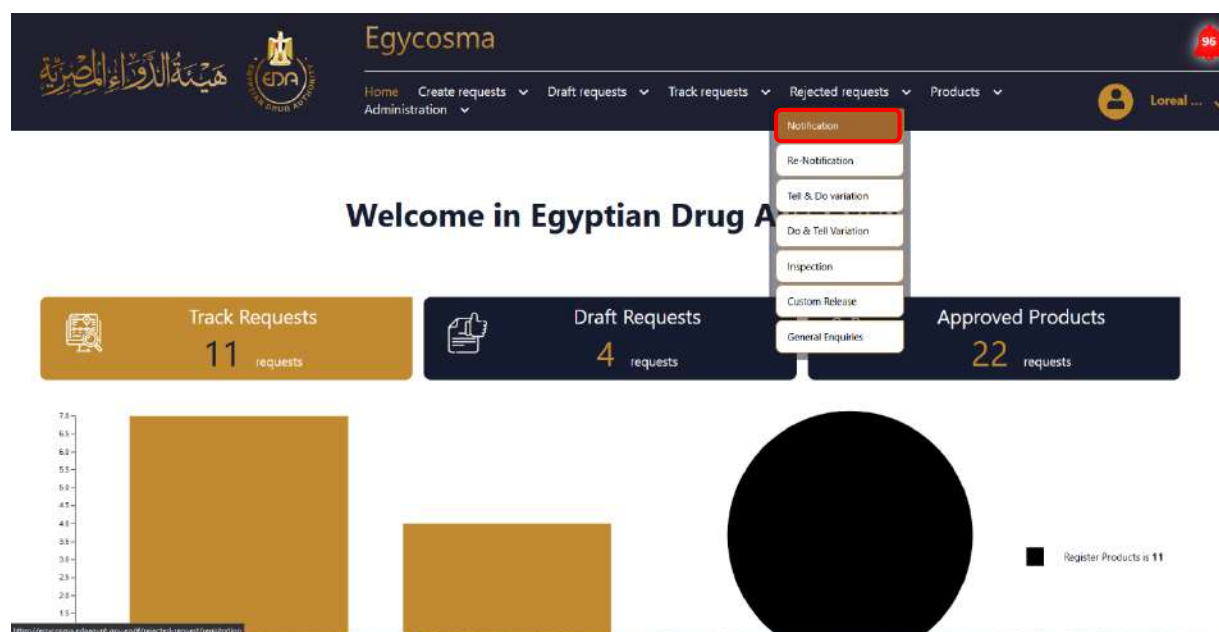 Egycosma
96
هيئة الدواء المصرية
EDA
Home Create requests Draft requests Track requests Rejected requests Products
Administration
Loreal ...
Notification
Re-Notification
Tell & Do variation
Do & Tell Variation
Inspection
Custom Release
General Enquiries
Welcome in Egyptian Drug A
Track Requests
11 requests
Draft Requests
4 requests
Approved Products
22 requests
7.0
6.5
6.0
5.5
5.0
4.5
4.0
3.5
3.0
2.5
2.0
1.5
Register Products is 11